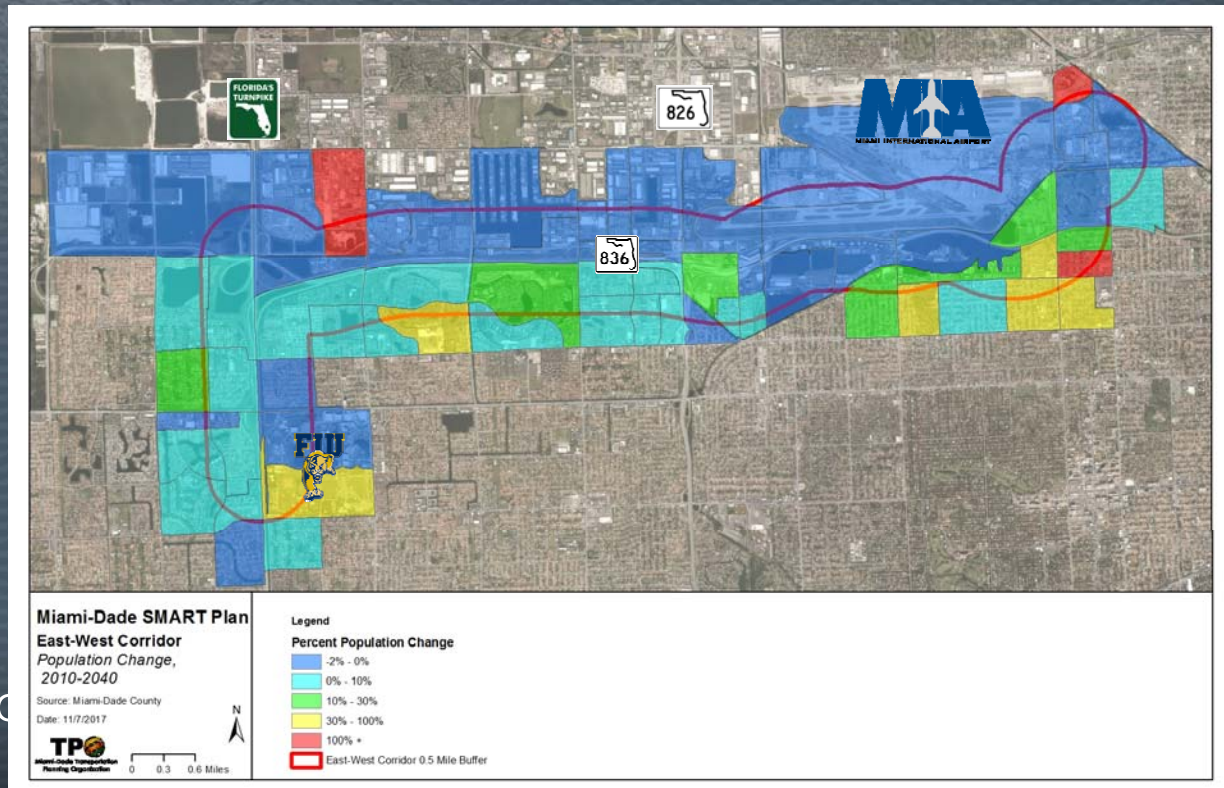 FLORIDA'S
TURNPIKE
826
MIA
MIAMI INTERNATIONAL AIRPORT
836
FIU
Miami-Dade SMART Plan
East-West Corridor
Population Change,
2010-2040
Source: Miami-Dade County
Date: 11/7/2017
N
TPO
Miami-Dade Transportation
Planning Organization
0 0.3 0.6 Miles
Legend
Percent Population Change
-2% - 0%
0% - 10%
10% - 30%
30% - 100%
100% +
East-West Corridor 0.5 Mile Buffer